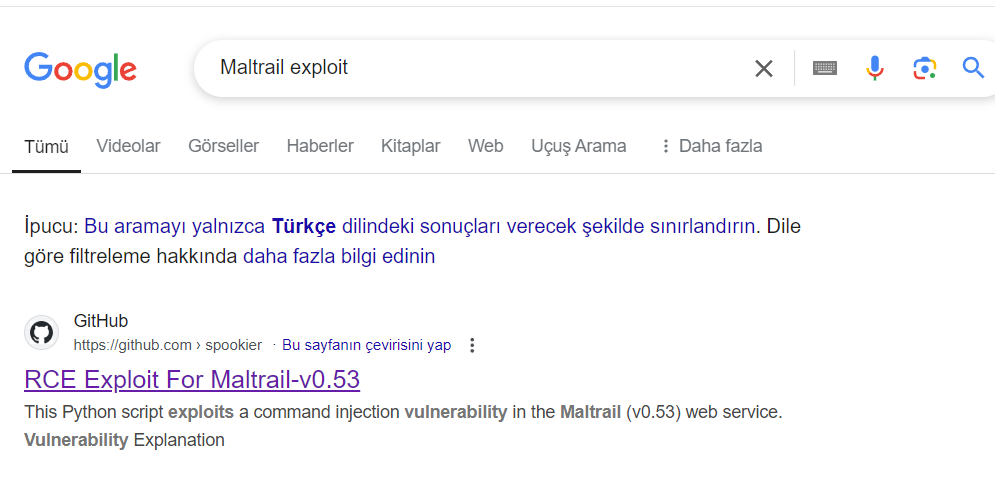 Google
Maltrail exploit
Tümü Videolar Görseller Haberler Kitaplar Web Uçuş Arama Daha fazla
İpucu: Bu aramayı yalnızca Türkçe dilindeki sonuçları verecek şekilde sınırlandırın. Dile
göre filtreleme hakkında daha fazla bilgi edinin
GitHub
https://github.com › spookier · Bu sayfanın çevirisini yap
RCE Exploit For Maltrail-v0.53
This Python script exploits a command injection vulnerability in the Maltrail (v0.53) web service.
Vulnerability Explanation